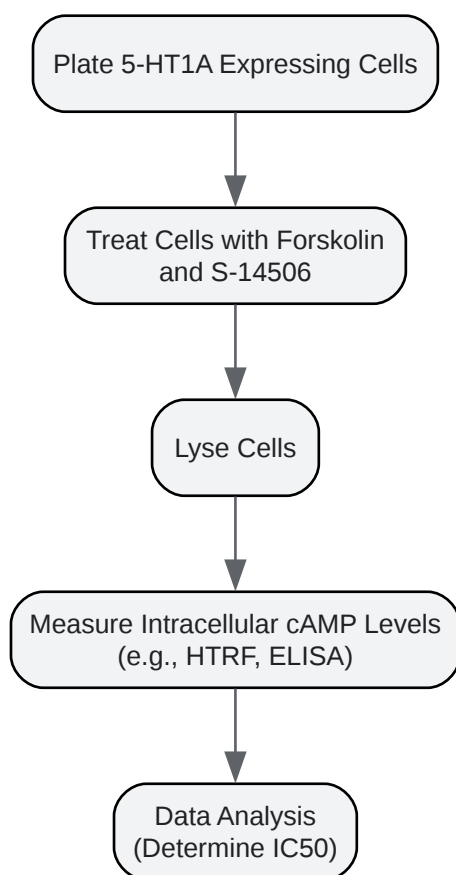 Plate 5-HT1A Expressing Cells
Treat Cells with Forskolin
and S-14506
Lyse Cells
Measure Intracellular cAMP Levels
(e.g., HTRF, ELISA)
Data Analysis
(Determine IC50)